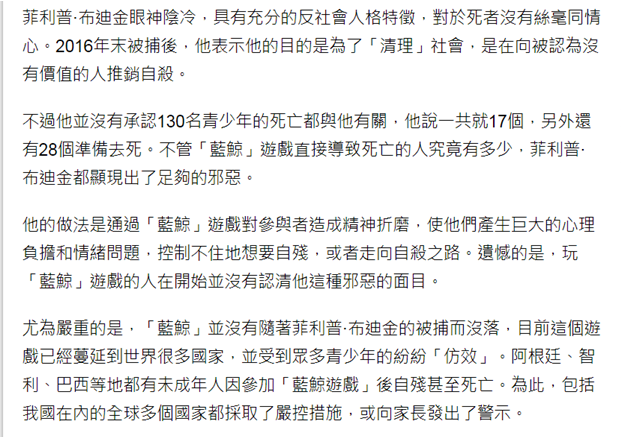 菲利普·布迪金眼神陰冷，具有充分的反社會人格特徵，對於死者沒有絲毫同情
心。2016年末被捕後，他表示他的目的是為了「清理」社會，是在向被認為沒
有價值的人推銷自殺。
不過他並沒有承認130名青少年的死亡都與他有關，他說一共就17個，另外還
有28個準備去死。不管「藍鯨」遊戲直接導致死亡的人究竟有多少，菲利普·
布迪金都顯現出了足夠的邪惡。
他的做法是通過「藍鯨」遊戲對參與者造成精神折磨，使他們產生巨大的心理
負擔和情緒問題，控制不住地想要自殘，或者走向自殺之路。遺憾的是，玩
「藍鯨」遊戲的人在開始並沒有認清他這種邪惡的面目。
尤為嚴重的是，「藍鯨」並沒有隨著菲利普·布迪金的被捕而沒落，目前這個遊
戲已經蔓延到世界很多國家，並受到眾多青少年的紛紛「仿效」。阿根廷、智
利、巴西等地都有未成年人因參加「藍鯨遊戲」後自殘甚至死亡。為此，包括
我國在內的全球多個國家都採取了嚴控措施，或向家長發出了警示。